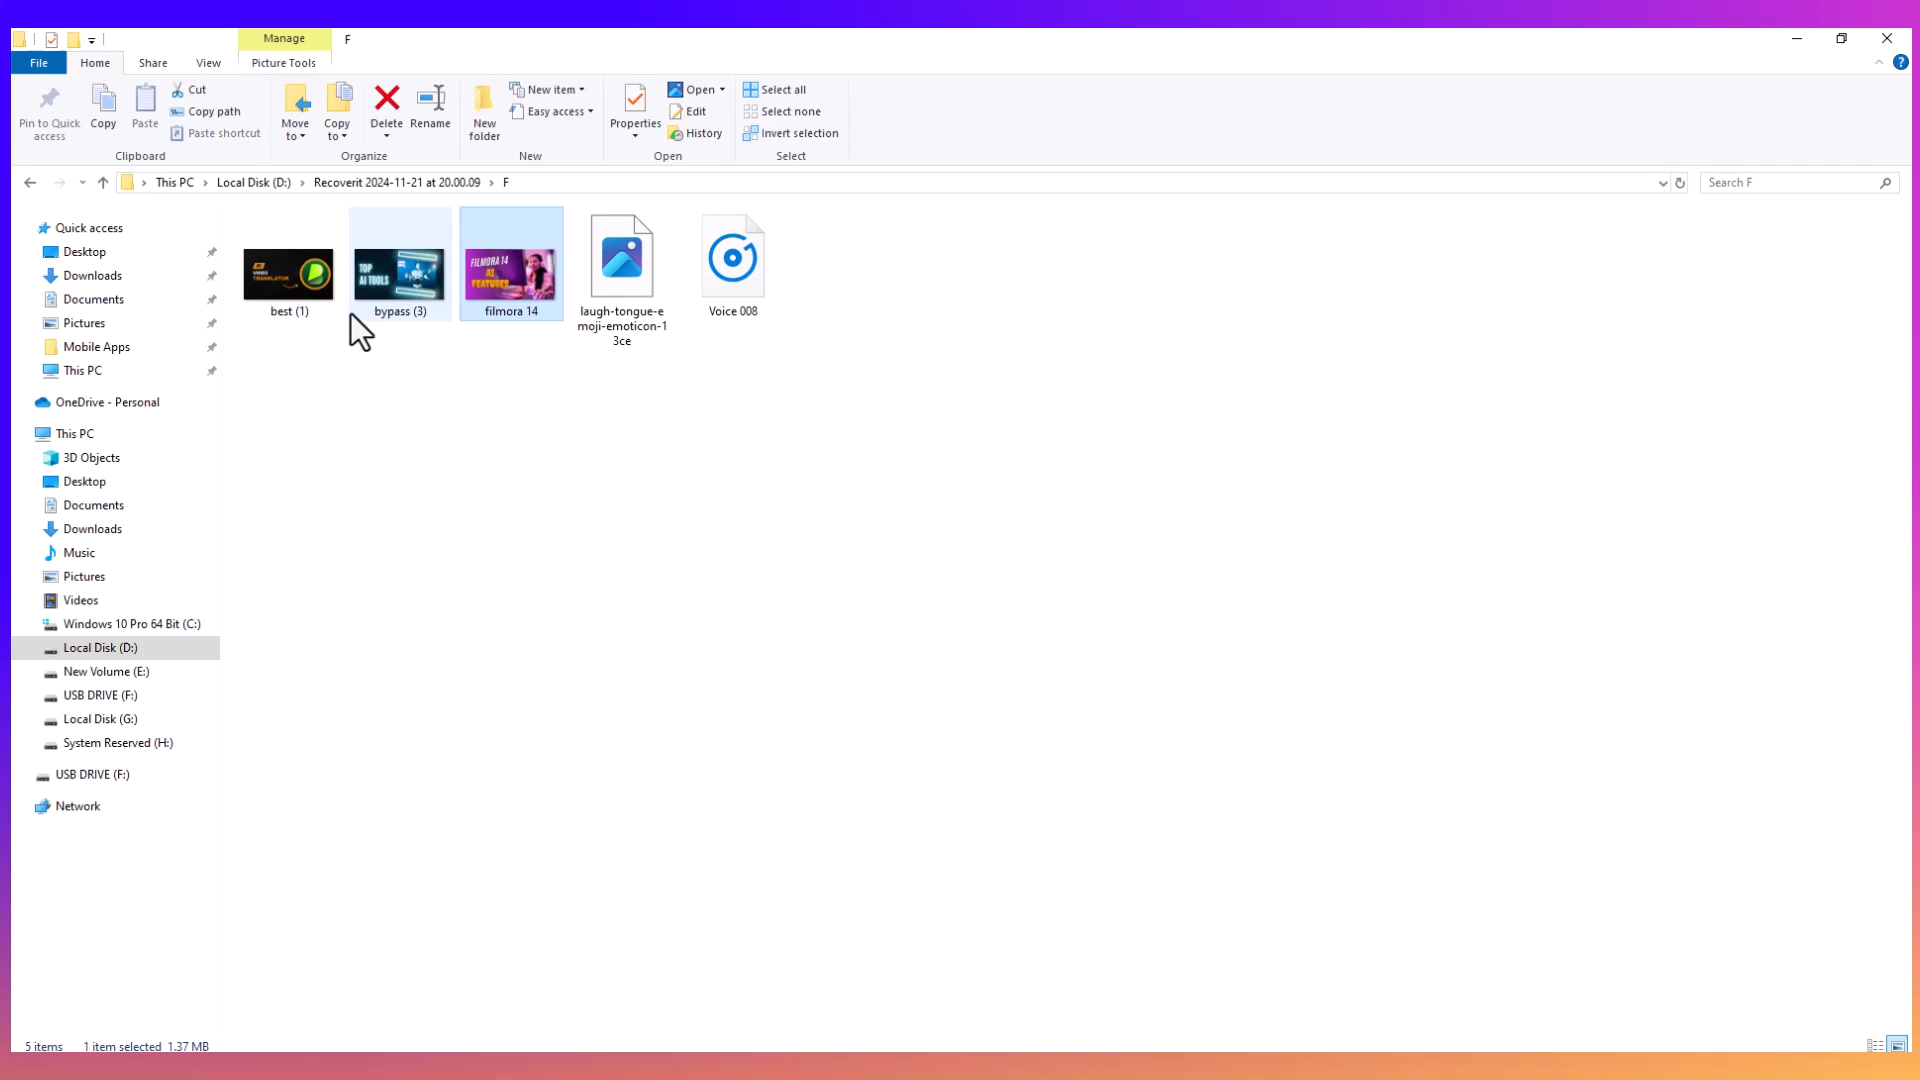 Manage
F
File
Home
Share
View
Picture Tools
Pin to Quick
access
Copy
Paste
Cut
Copy path
Paste shortcut
Clipboard
Move
to
Copy
to
Delete
Rename
Organize
New
folder
New item
Easy access
New
Properties
Open
Edit
History
Open
Select all
Select none
Invert selection
Select
This PC > Local Disk (D:) > Recoverit 2024-11-21 at 20.00.09 > F
Search F
Quick access
Desktop
Downloads
Documents
Pictures
Mobile Apps
This PC
OneDrive - Personal
This PC
3D Objects
Desktop
Documents
Downloads
Music
Pictures
Videos
Windows 10 Pro 64 Bit (C:)
Local Disk (D:)
New Volume (E:)
USB DRIVE (F:)
Local Disk (G:)
System Reserved (H:)
USB DRIVE (F:)
Network
VIDEO
TRANSLATOR
best (1)
TOP
AI TOOLS
bypass (3)
FILMORA 14
AI
FEATURES
filmora 14
laugh-tongue-e
moji-emoticon-1
3ce
Voice 008
5 items
1 item selected 1.37 MB